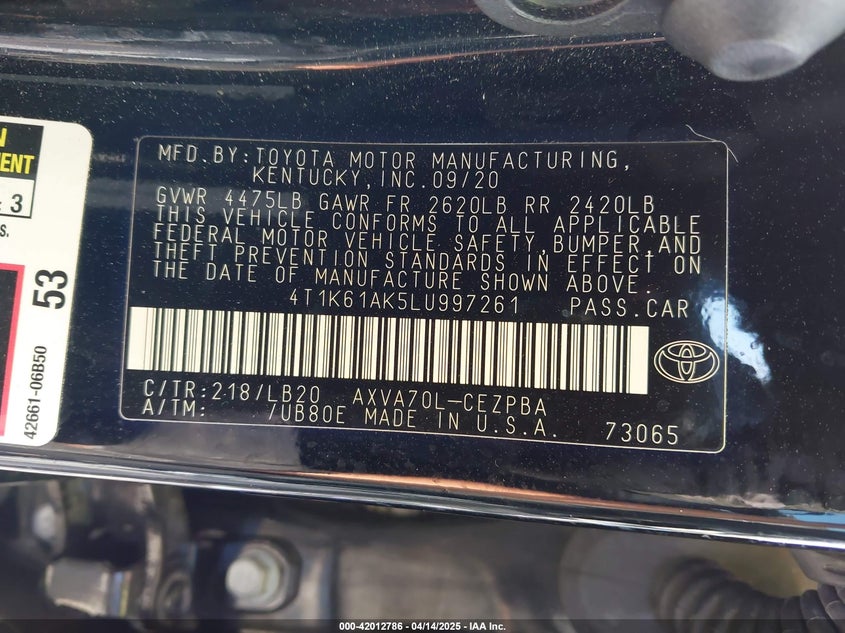 N
MENT
: 3
S.
53
42661-06B50
MFD.BY:TOYOTA MOTOR MANUFACTURING,
KENTUCKY,INC.09/20
GVWR 4475LB GAWR FR 2620LB RR 2420LB
THIS VEHICLE CONFORMS TO ALL APPLICABLE
FEDERAL MOTOR VEHICLE SAFETY,BUMPER,AND
THEFT PREVENTION STANDARDS IN EFFECT ON
THE DATE OF MANUFACTURE SHOWN ABOVE.
4T1K61AK5LU997261 PASS.CAR
C/TR:218/LB20 AXVA70L-CEZPBA
A/TM: /UB80E MADE IN U.S.A. 73065
000-42012786 - 04/14/2025 - IAA Inc.